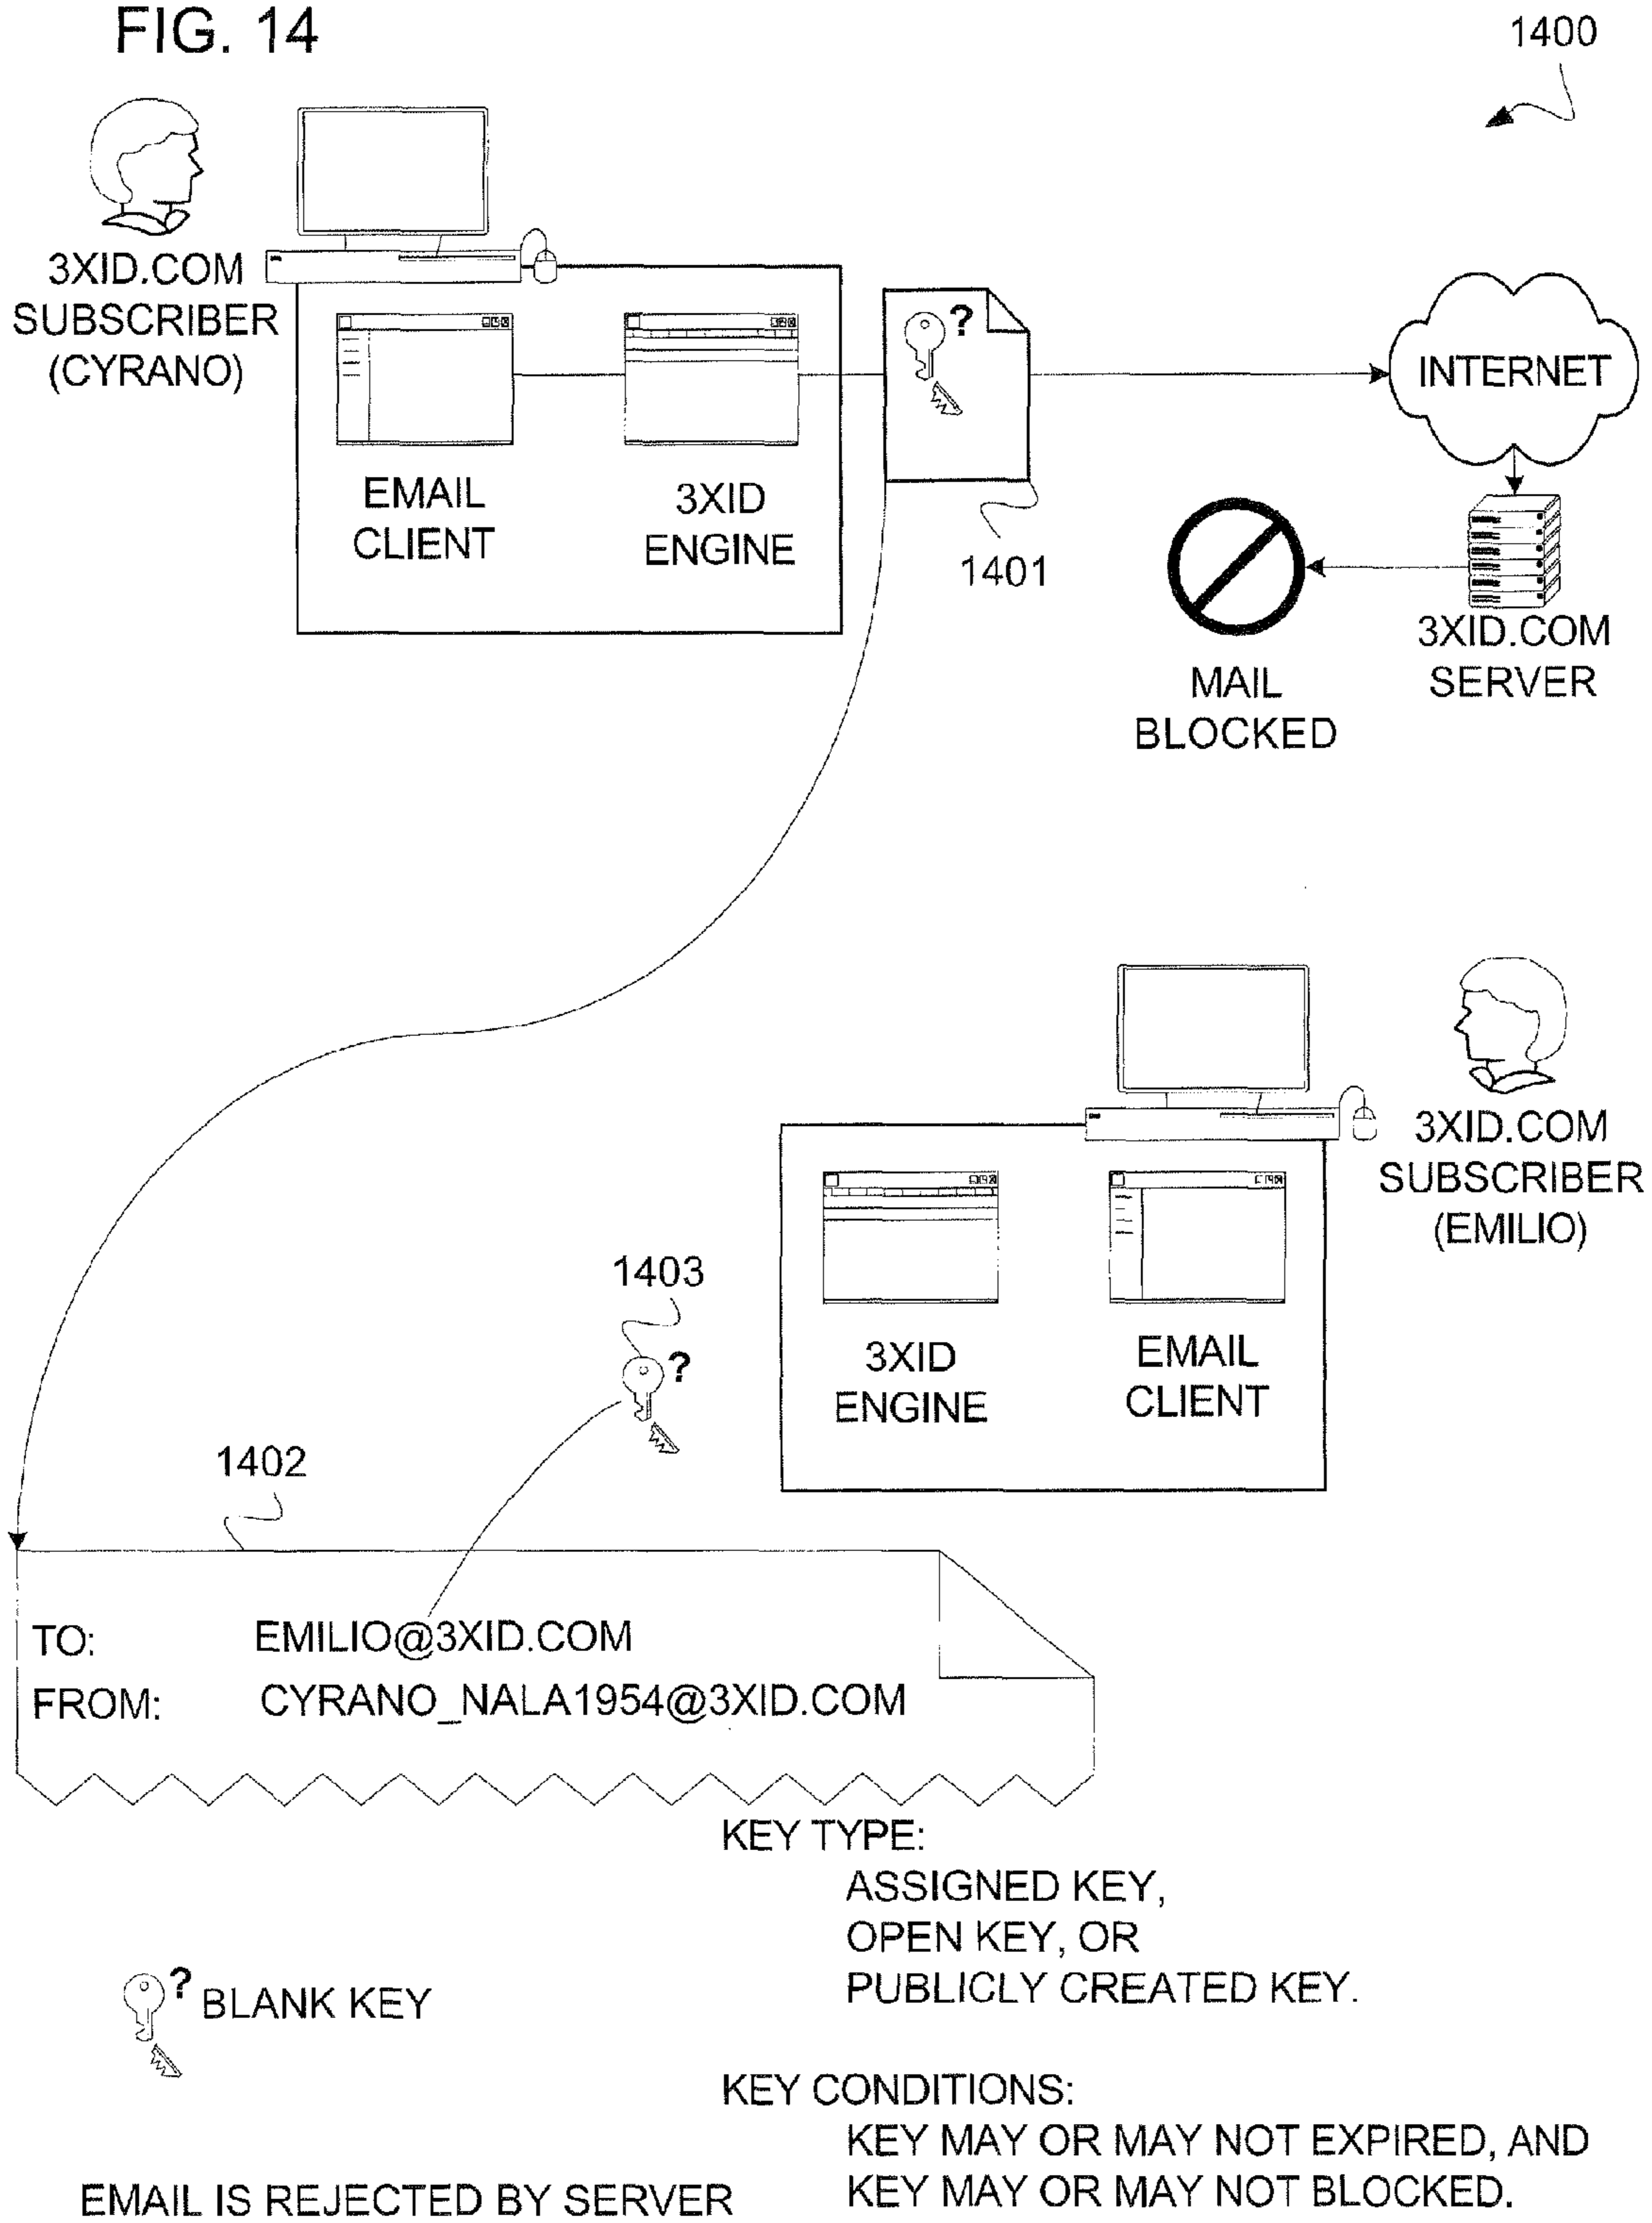 FIG. 14
1400
3XID.COM
SUBSCRIBER
(CYRANO)
EMAIL
CLIENT
3XID
ENGINE
?
1401
INTERNET
3XID.COM
SERVER
MAIL
BLOCKED
3XID.COM
SUBSCRIBER
(EMILIO)
3XID
ENGINE
EMAIL
CLIENT
1403
?
1402
TO: EMILIO@3XID.COM
FROM: CYRANO_NALA1954@3XID.COM
KEY TYPE:
ASSIGNED KEY,
OPEN KEY, OR
PUBLICLY CREATED KEY.
? BLANK KEY
KEY CONDITIONS:
KEY MAY OR MAY NOT EXPIRED, AND
KEY MAY OR MAY NOT BLOCKED.
EMAIL IS REJECTED BY SERVER